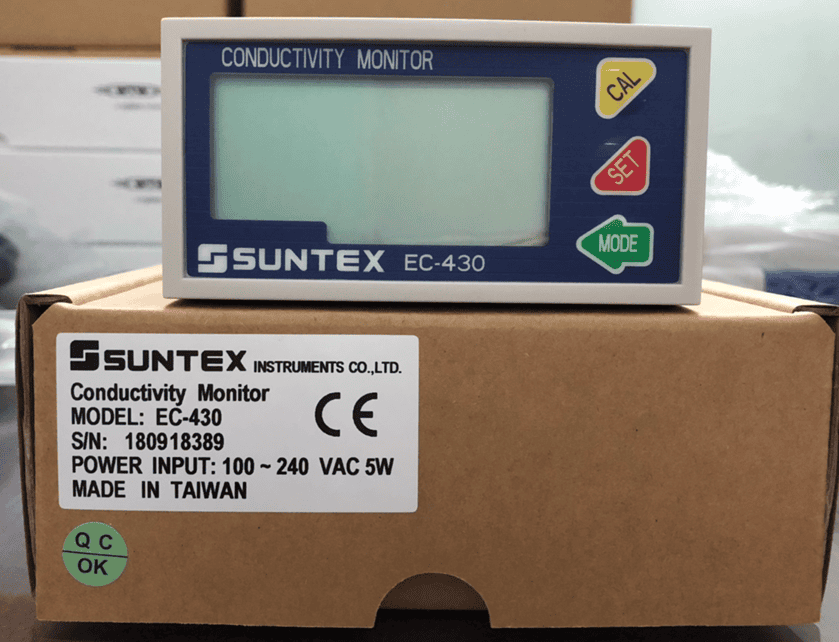 CONDUCTIVITY MONITOR
CAL
SET
MODE
SUNTEX EC-430
SUNTEX INSTRUMENTS CO.,LTD.
Conductivity Monitor
MODEL: EC-430
S/N: 180918389
POWER INPUT: 100 ~ 240 VAC 5W
MADE IN TAIWAN
CE
Q C
OK